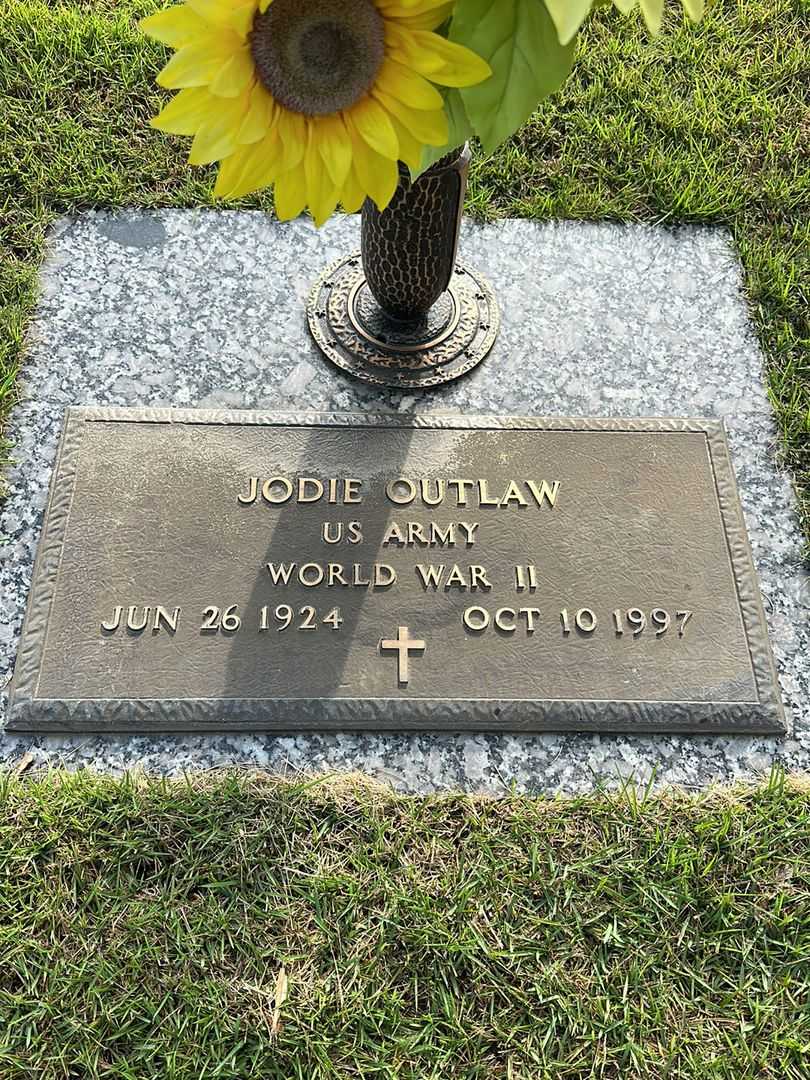 JODIE OUTLAW
US ARMY
WORLD WAR II
JUN 26 1924 OCT 10 1997